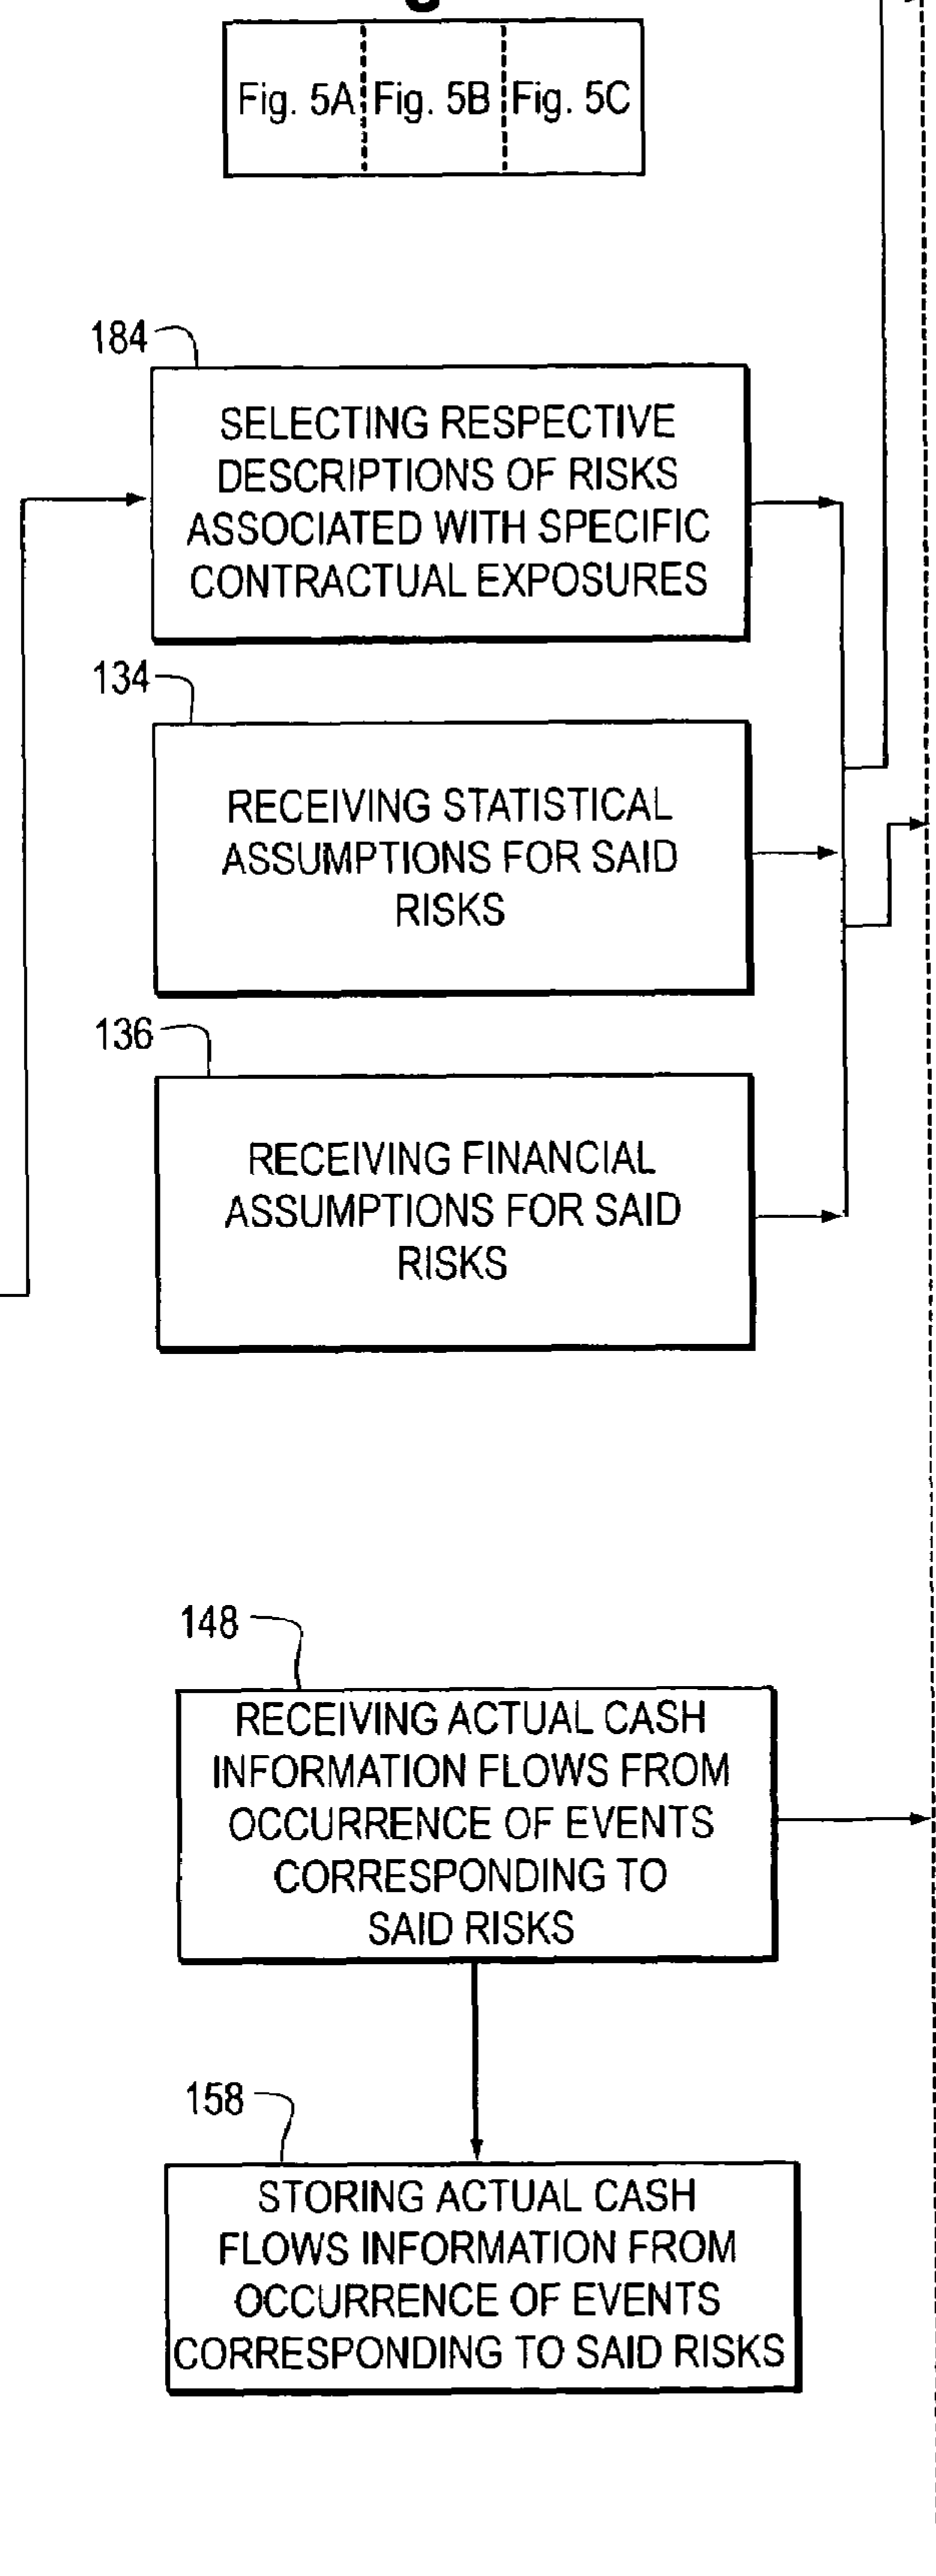 Fig. 5A Fig. 5B Fig. 5C
184
SELECTING RESPECTIVE
DESCRIPTIONS OF RISKS
ASSOCIATED WITH SPECIFIC
CONTRACTUAL EXPOSURES
134
RECEIVING STATISTICAL
ASSUMPTIONS FOR SAID
RISKS
136
RECEIVING FINANCIAL
ASSUMPTIONS FOR SAID
RISKS
148
RECEIVING ACTUAL CASH
INFORMATION FLOWS FROM
OCCURRENCE OF EVENTS
CORRESPONDING TO
SAID RISKS
158
STORING ACTUAL CASH
FLOWS INFORMATION FROM
OCCURRENCE OF EVENTS
CORRESPONDING TO SAID RISKS